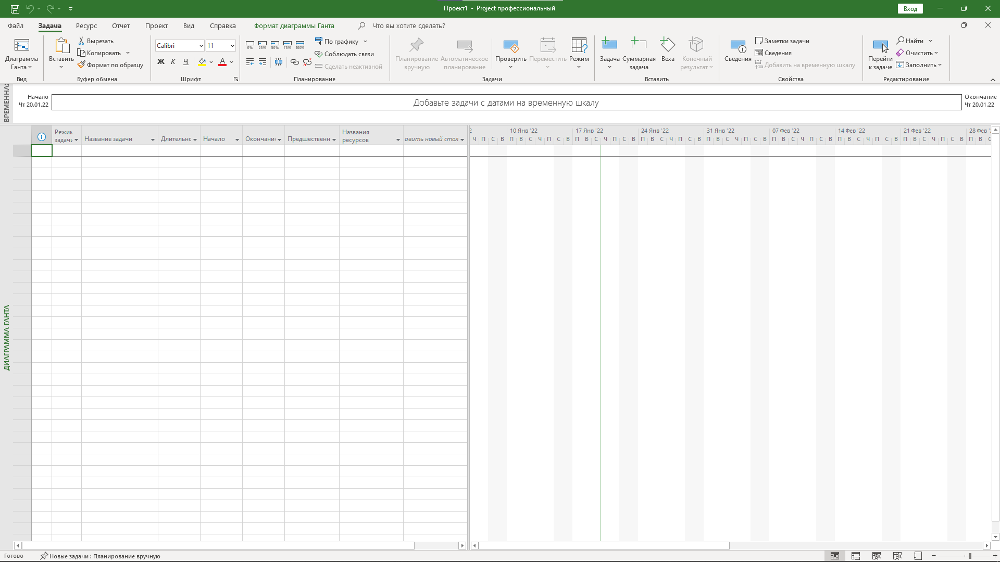 Проект1 - Project профессиональный
Вход
Файл Задача Ресурс Отчет Проект Вид Справка Формат диаграммы Ганта Что вы хотите сделать?
Диаграмма Ганта
Вид
Вставить
Вырезать
Копировать
Формат по образцу
Буфер обмена
Calibri 11
Ж К Ч А
Шрифт
0% 25% 50% 75% 100%
По графику
Соблюдать связи
Сделать неактивной
Планирование
Планирование вручную
Автоматическое планирование
Проверить
Переместить
Режим
Задачи
Задача
Суммарная задача
Веха
Конечный результат
Вставить
Сведения
Заметки задачи
Сведения
Добавить на временную шкалу
Свойства
Перейти к задаче
Найти
Очистить
Заполнить
Редактирование
ВРЕМЕННАЯ
Начало
Чт 20.01.22
Добавьте задачи с датами на временную шкалу
Окончание
Чт 20.01.22
Режим задачи
Название задачи
Длительнс
Начало
Окончани
Предшественн
Названия ресурсов
авить новый стол
2 10 Янв '22 17 Янв '22 24 Янв '22 31 Янв '22 07 Фев '22 14 Фев '22 21 Фев '22 28 Фев '2
Ч П С В П В С Ч П С В П В С Ч П С В П В С Ч П С В П В С Ч П С В П В С Ч П С В П В С Ч П С В П В С Ч П С В П В С
ДИАГРАММА ГАНТА
Готово
Новые задачи : Планирование вручную